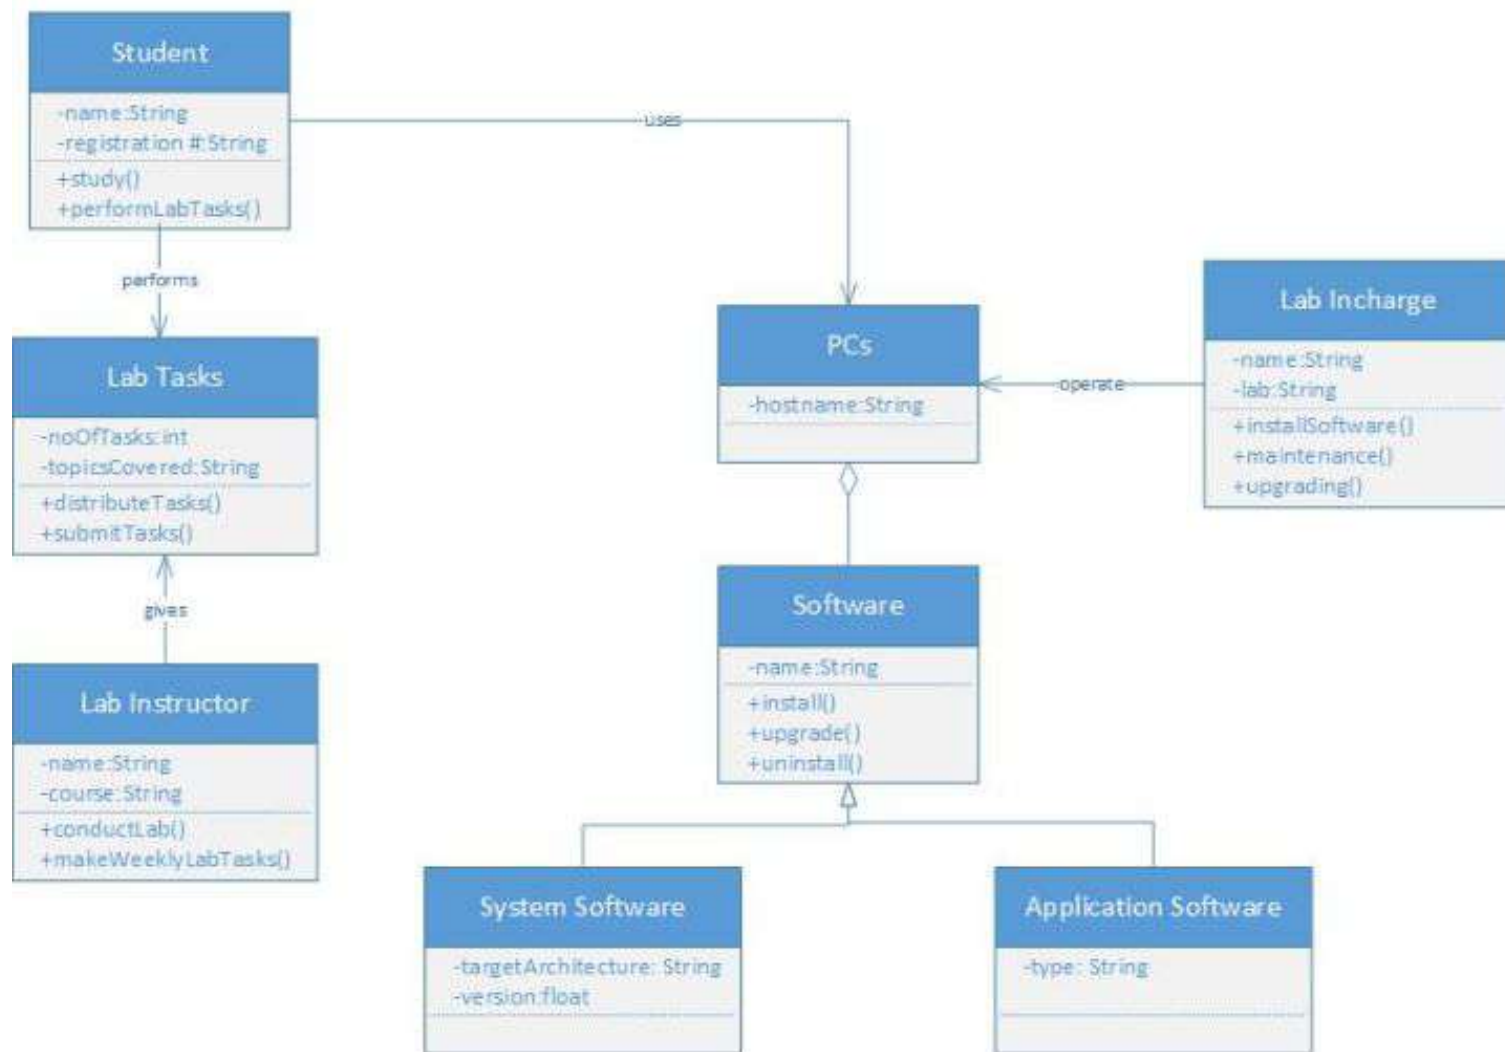 Student
-name:String
-registration #:String
+study()
+performLabTasks()
uses
performs
Lab Tasks
-noOfTasks:int
-topicsCovered:String
+distributeTasks()
+submitTasks()
gives
Lab Instructor
-name:String
-course:String
+conductLab()
+makeWeeklyLabTasks()
PCs
-hostname:String
operate
Lab Incharge
-name:String
-lab:String
+installSoftware()
+maintenance()
+upgrading()
Software
-name:String
+install()
+upgrade()
+uninstall()
System Software
-targetArchitecture: String
-version:float
Application Software
-type: String